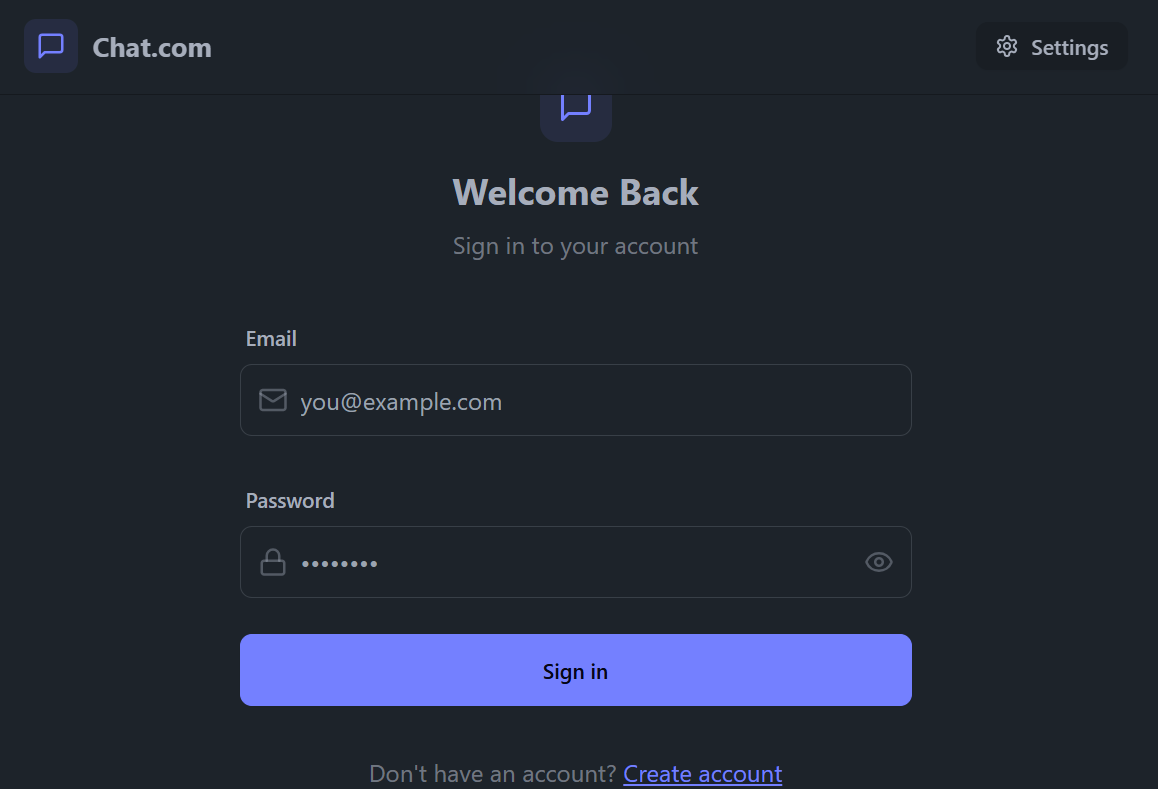 Chat.com
Settings
Welcome Back
Sign in to your account
Email
you@example.com
Password
••••••••
Sign in
Don't have an account? Create account